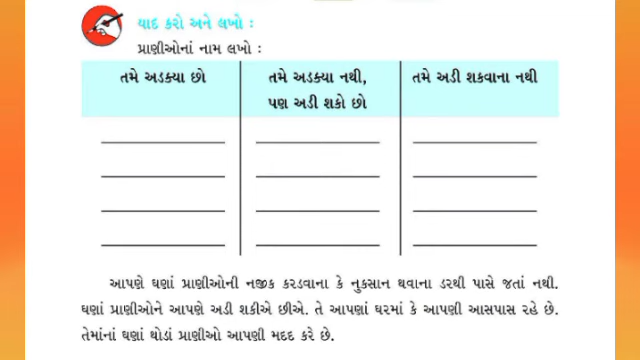 યાદ કરો અને લખો :
પ્રાણીઓનાં નામ લખો :
તમે અડક્યા છો
તમે અડક્યા નથી,
પણ અડી શકો છો
તમે અડી શકવાના નથી
આપણે ઘણાં પ્રાણીઓની નજીક કરડવાના કે નુકસાન થવાના ડરથી પાસે જતાં નથી.
ઘણાં પ્રાણીઓને આપણે અડી શકીએ છીએ. તે આપણાં ઘરમાં કે આપણી આસપાસ રહે છે.
તેમાંનાં ઘણાં થોડાં પ્રાણીઓ આપણી મદદ કરે છે.